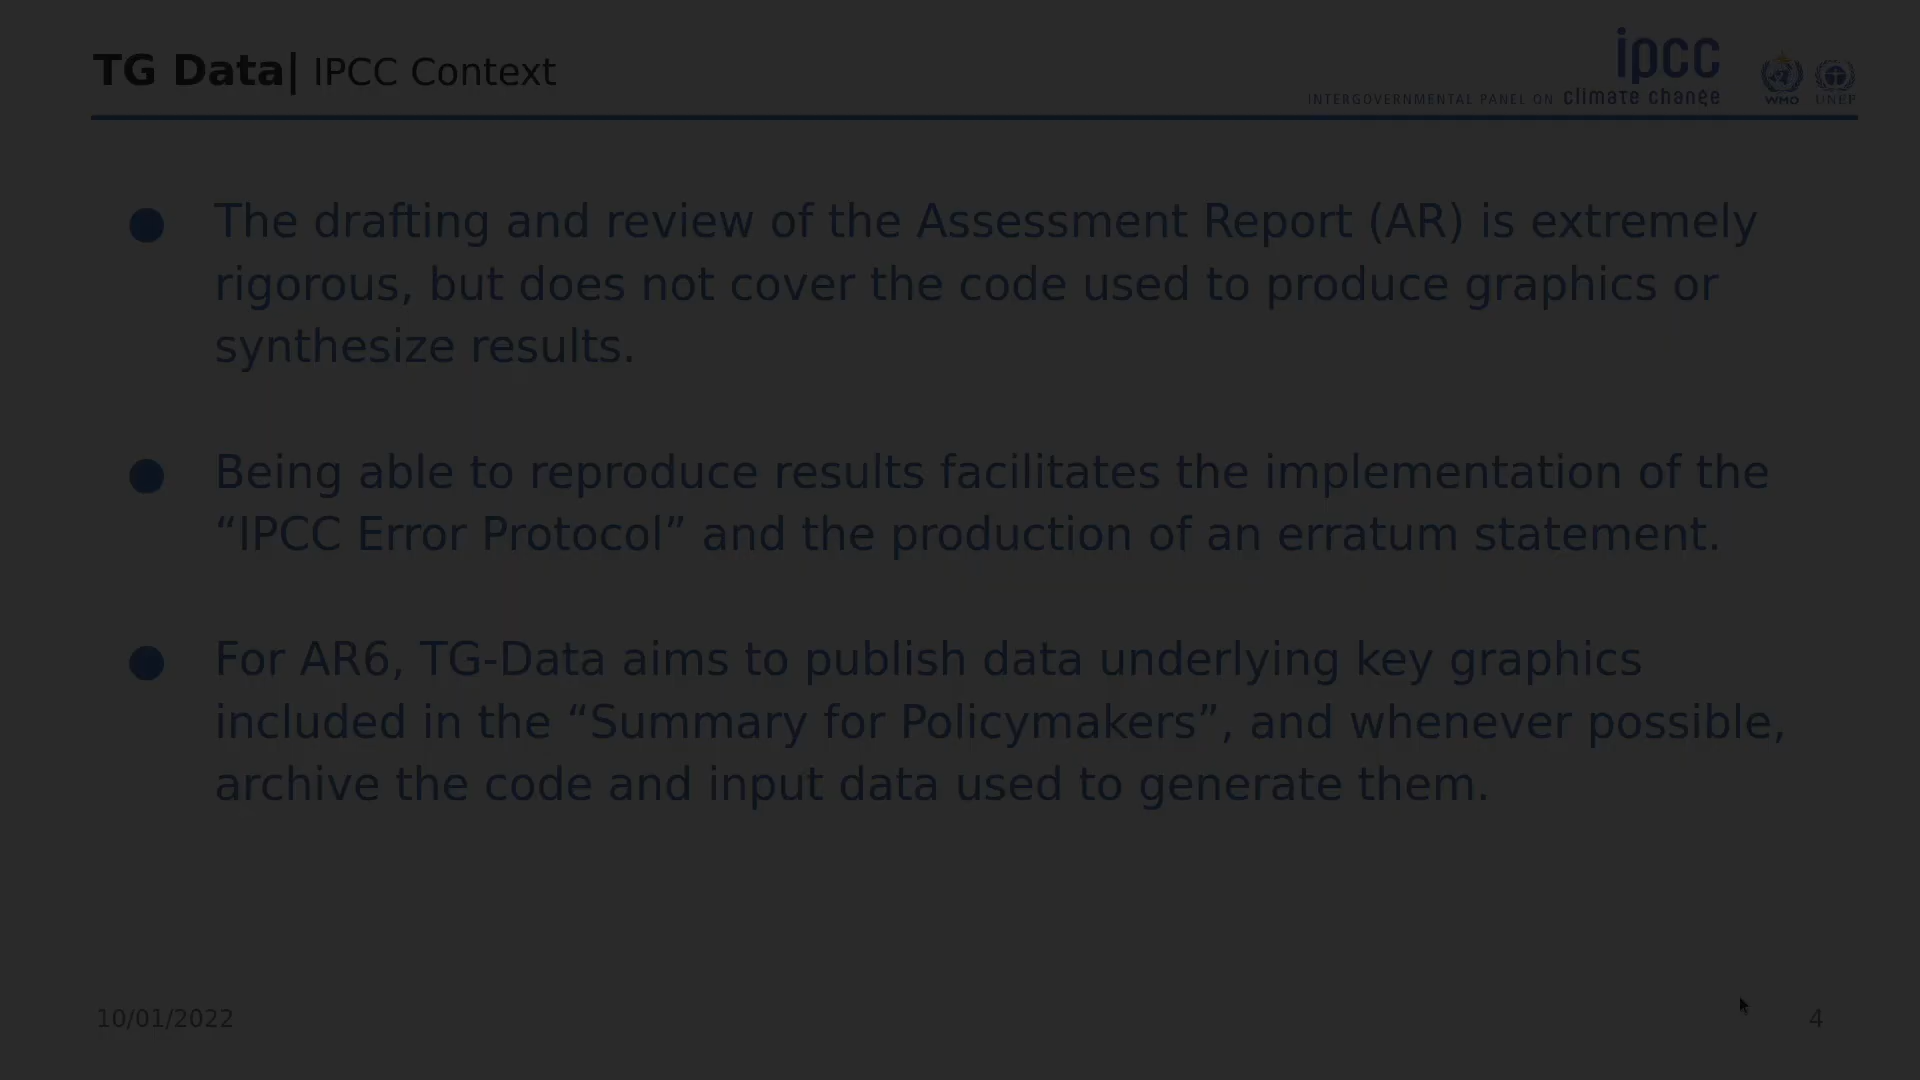 TG Data| IPCC Context
ipcc
INTERGOVERNMENTAL PANEL ON climate change
WMO
UNEP
The drafting and review of the Assessment Report (AR) is extremely
rigorous, but does not cover the code used to produce graphics or
synthesize results.
Being able to reproduce results facilitates the implementation of the
“IPCC Error Protocol” and the production of an erratum statement.
For AR6, TG-Data aims to publish data underlying key graphics
included in the “Summary for Policymakers”, and whenever possible,
archive the code and input data used to generate them.
10/01/2022
4